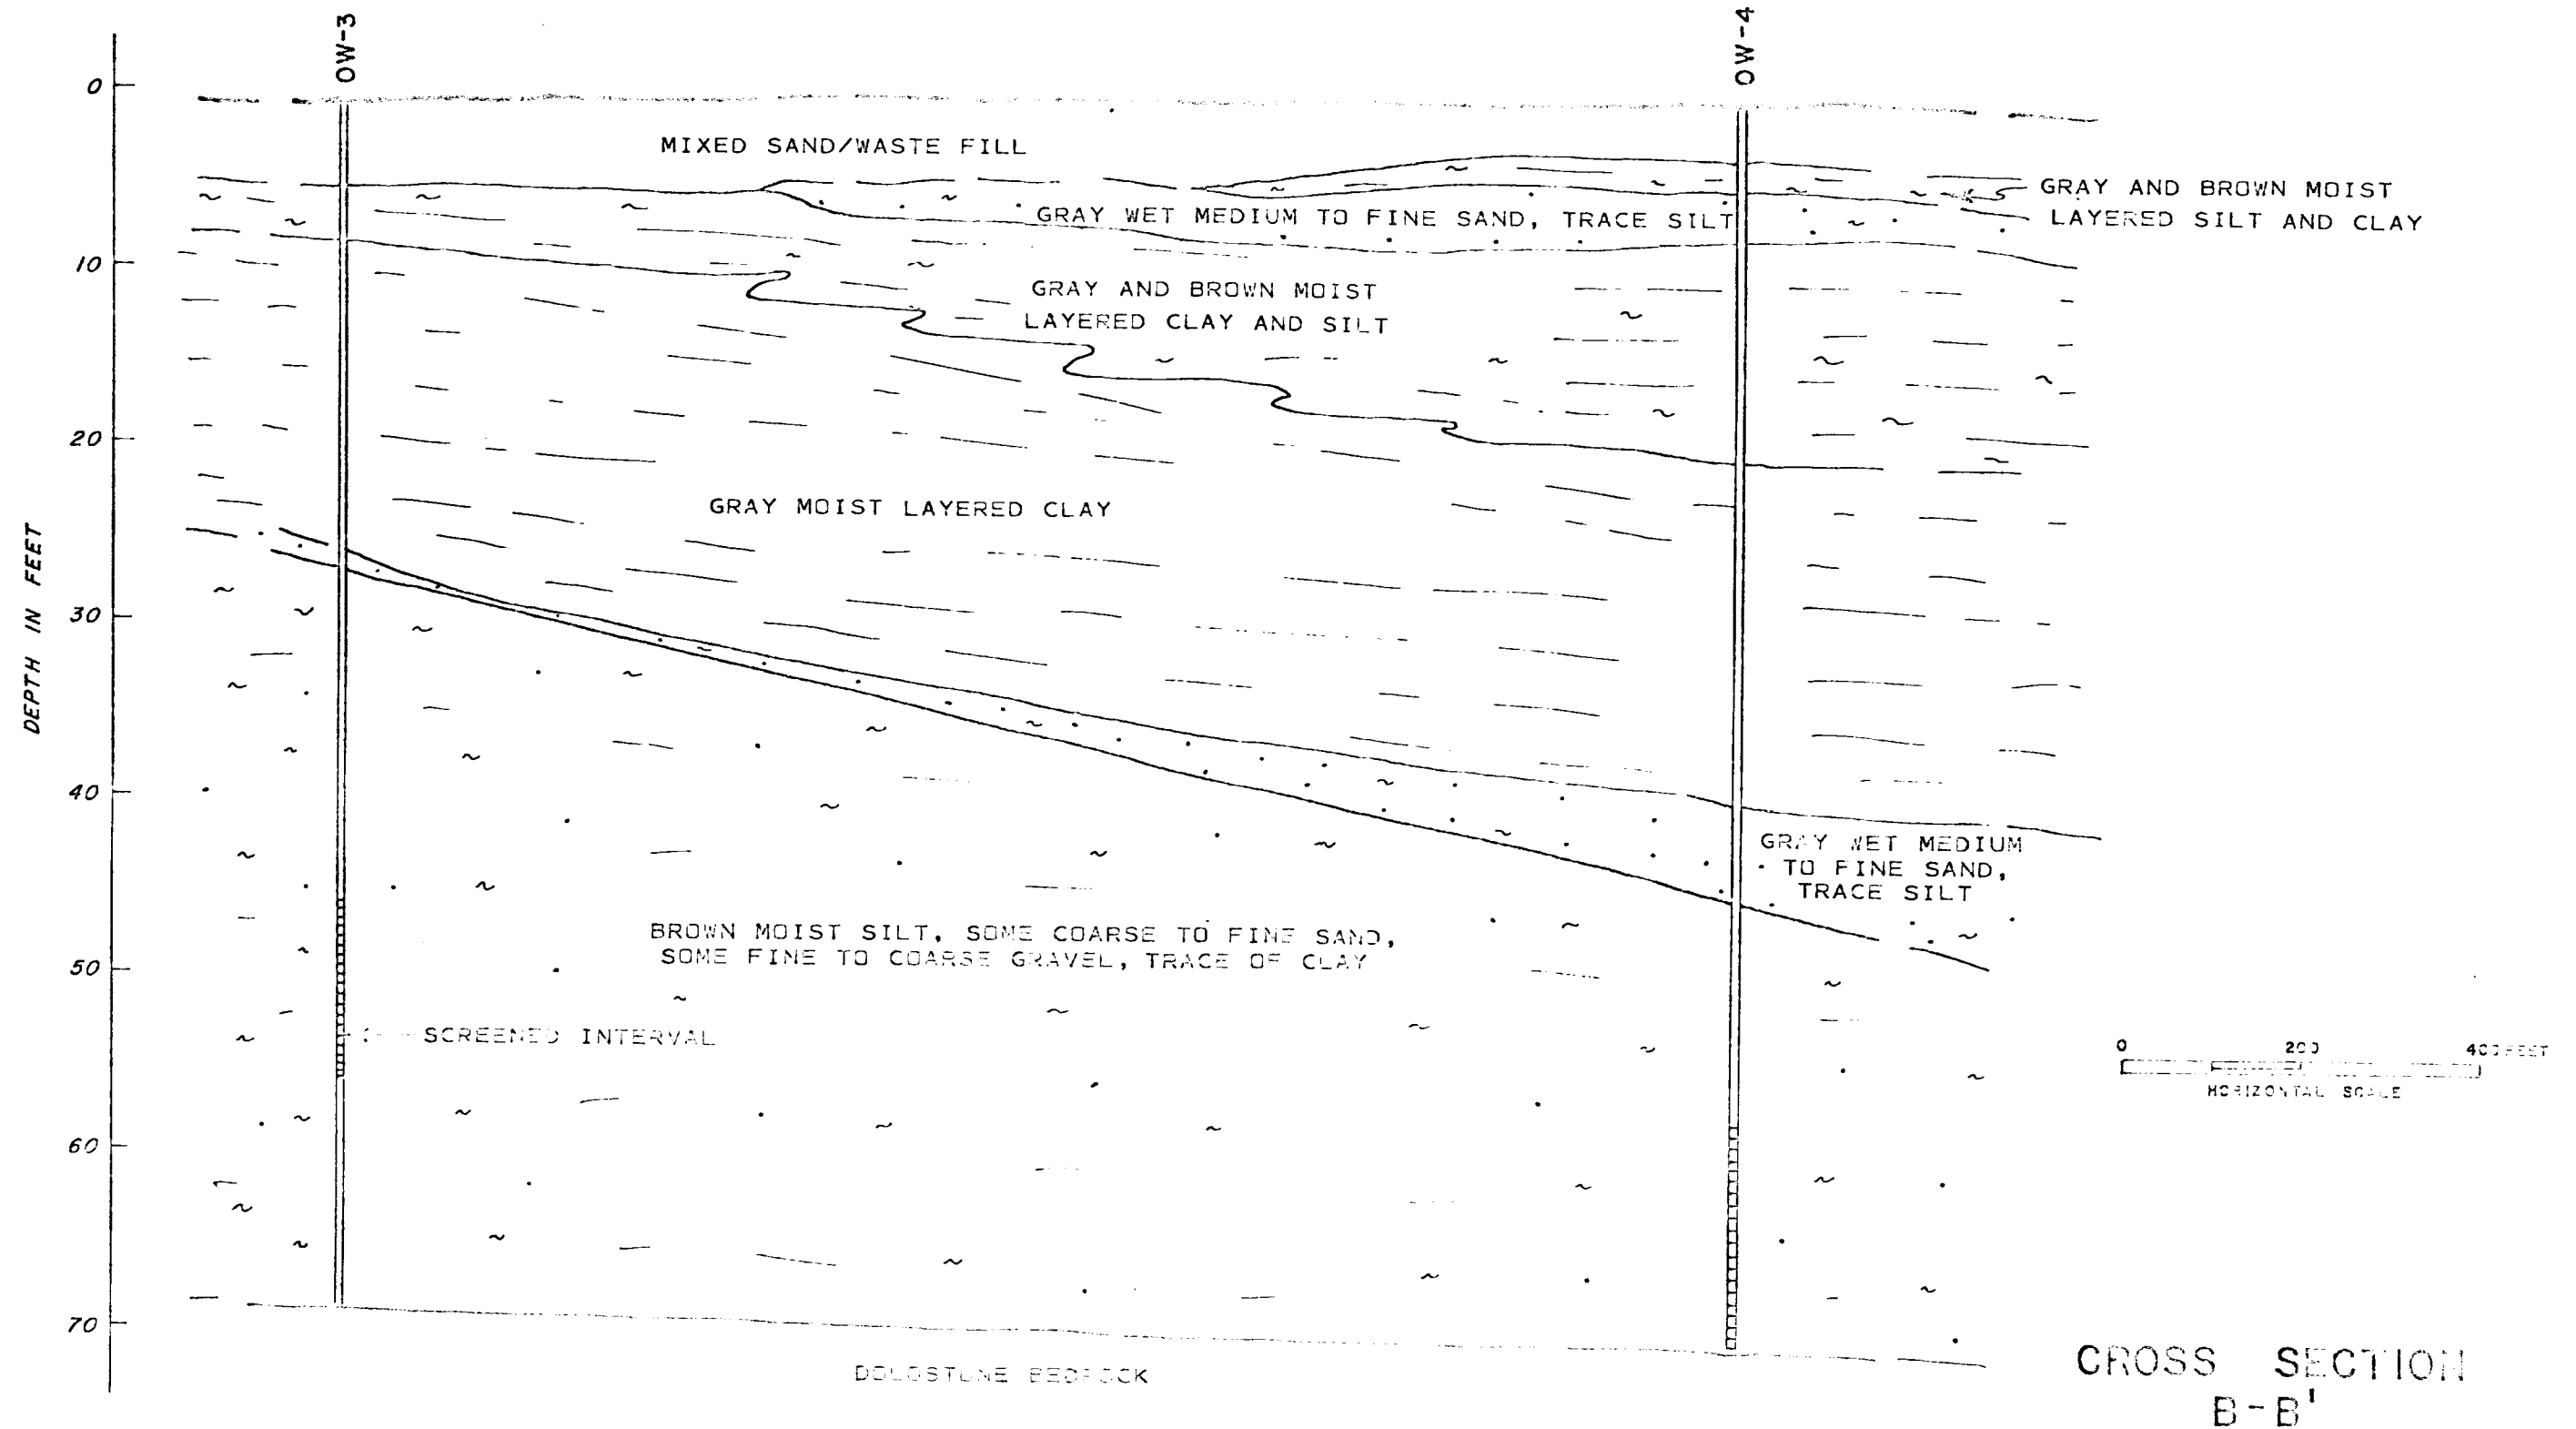 OW-3
OW-4
0
10
20
30
40
50
60
70
DEPTH IN FEET
MIXED SAND/WASTE FILL
GRAY AND BROWN MOIST
LAYERED SILT AND CLAY
GRAY WET MEDIUM TO FINE SAND, TRACE SILT
GRAY AND BROWN MOIST
LAYERED CLAY AND SILT
GRAY MOIST LAYERED CLAY
GRAY WET MEDIUM
TO FINE SAND,
TRACE SILT
BROWN MOIST SILT, SOME COARSE TO FINE SAND,
SOME FINE TO COARSE GRAVEL, TRACE OF CLAY
SCREENED INTERVAL
0 200 400 FEET
HORIZONTAL SCALE
DOLOSTONE BEDROCK
CROSS SECTION
B-B'